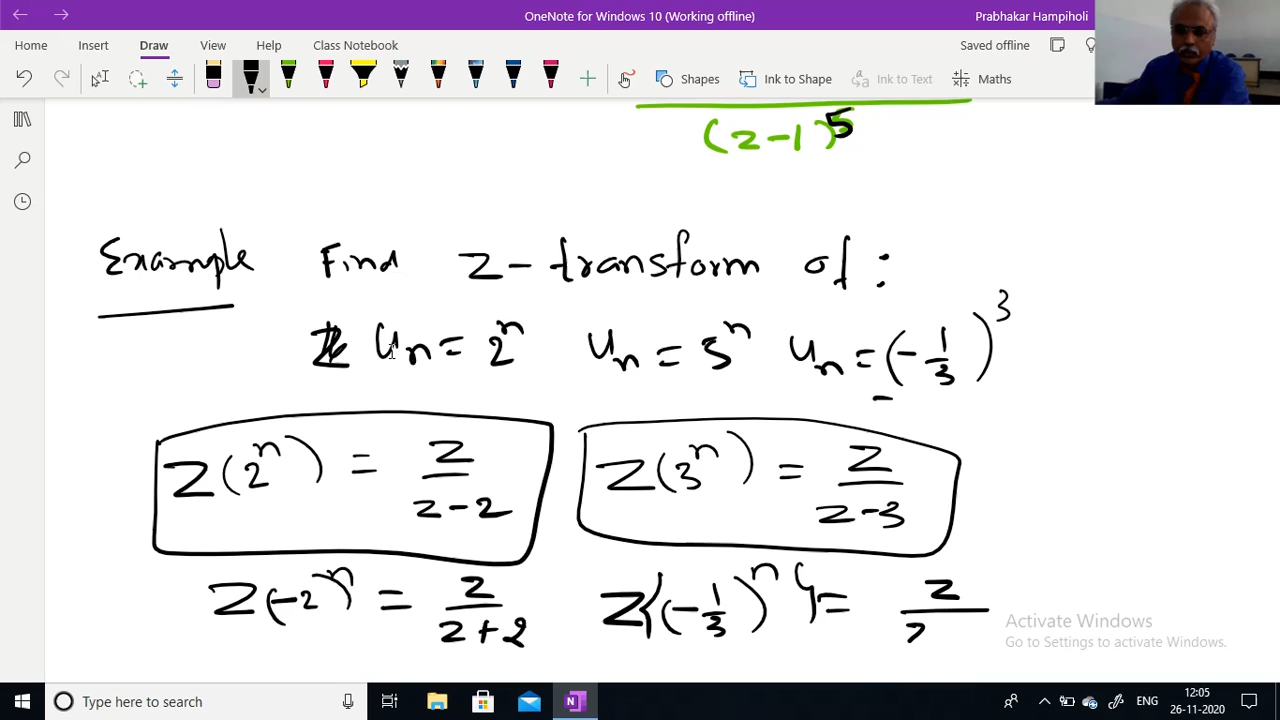 OneNote for Windows 10 (Working offline) Prabhakar Hampiholi
Home Insert Draw View Help Class Notebook Saved offline
Shapes Ink to Shape Ink to Text Maths
(z-1)^5
Example Find z-transform of :
Un = 2^n Un = 3^n Un = (-1/3)^3
Z(2^n) = z/(z-2) Z(3^n) = z/(z-3)
Z(-2)^n = z/(z+2) Z{(-1/3)^n} = z/z
Activate Windows
Go to Settings to activate Windows.
Type here to search ENG 12:05
26-11-2020